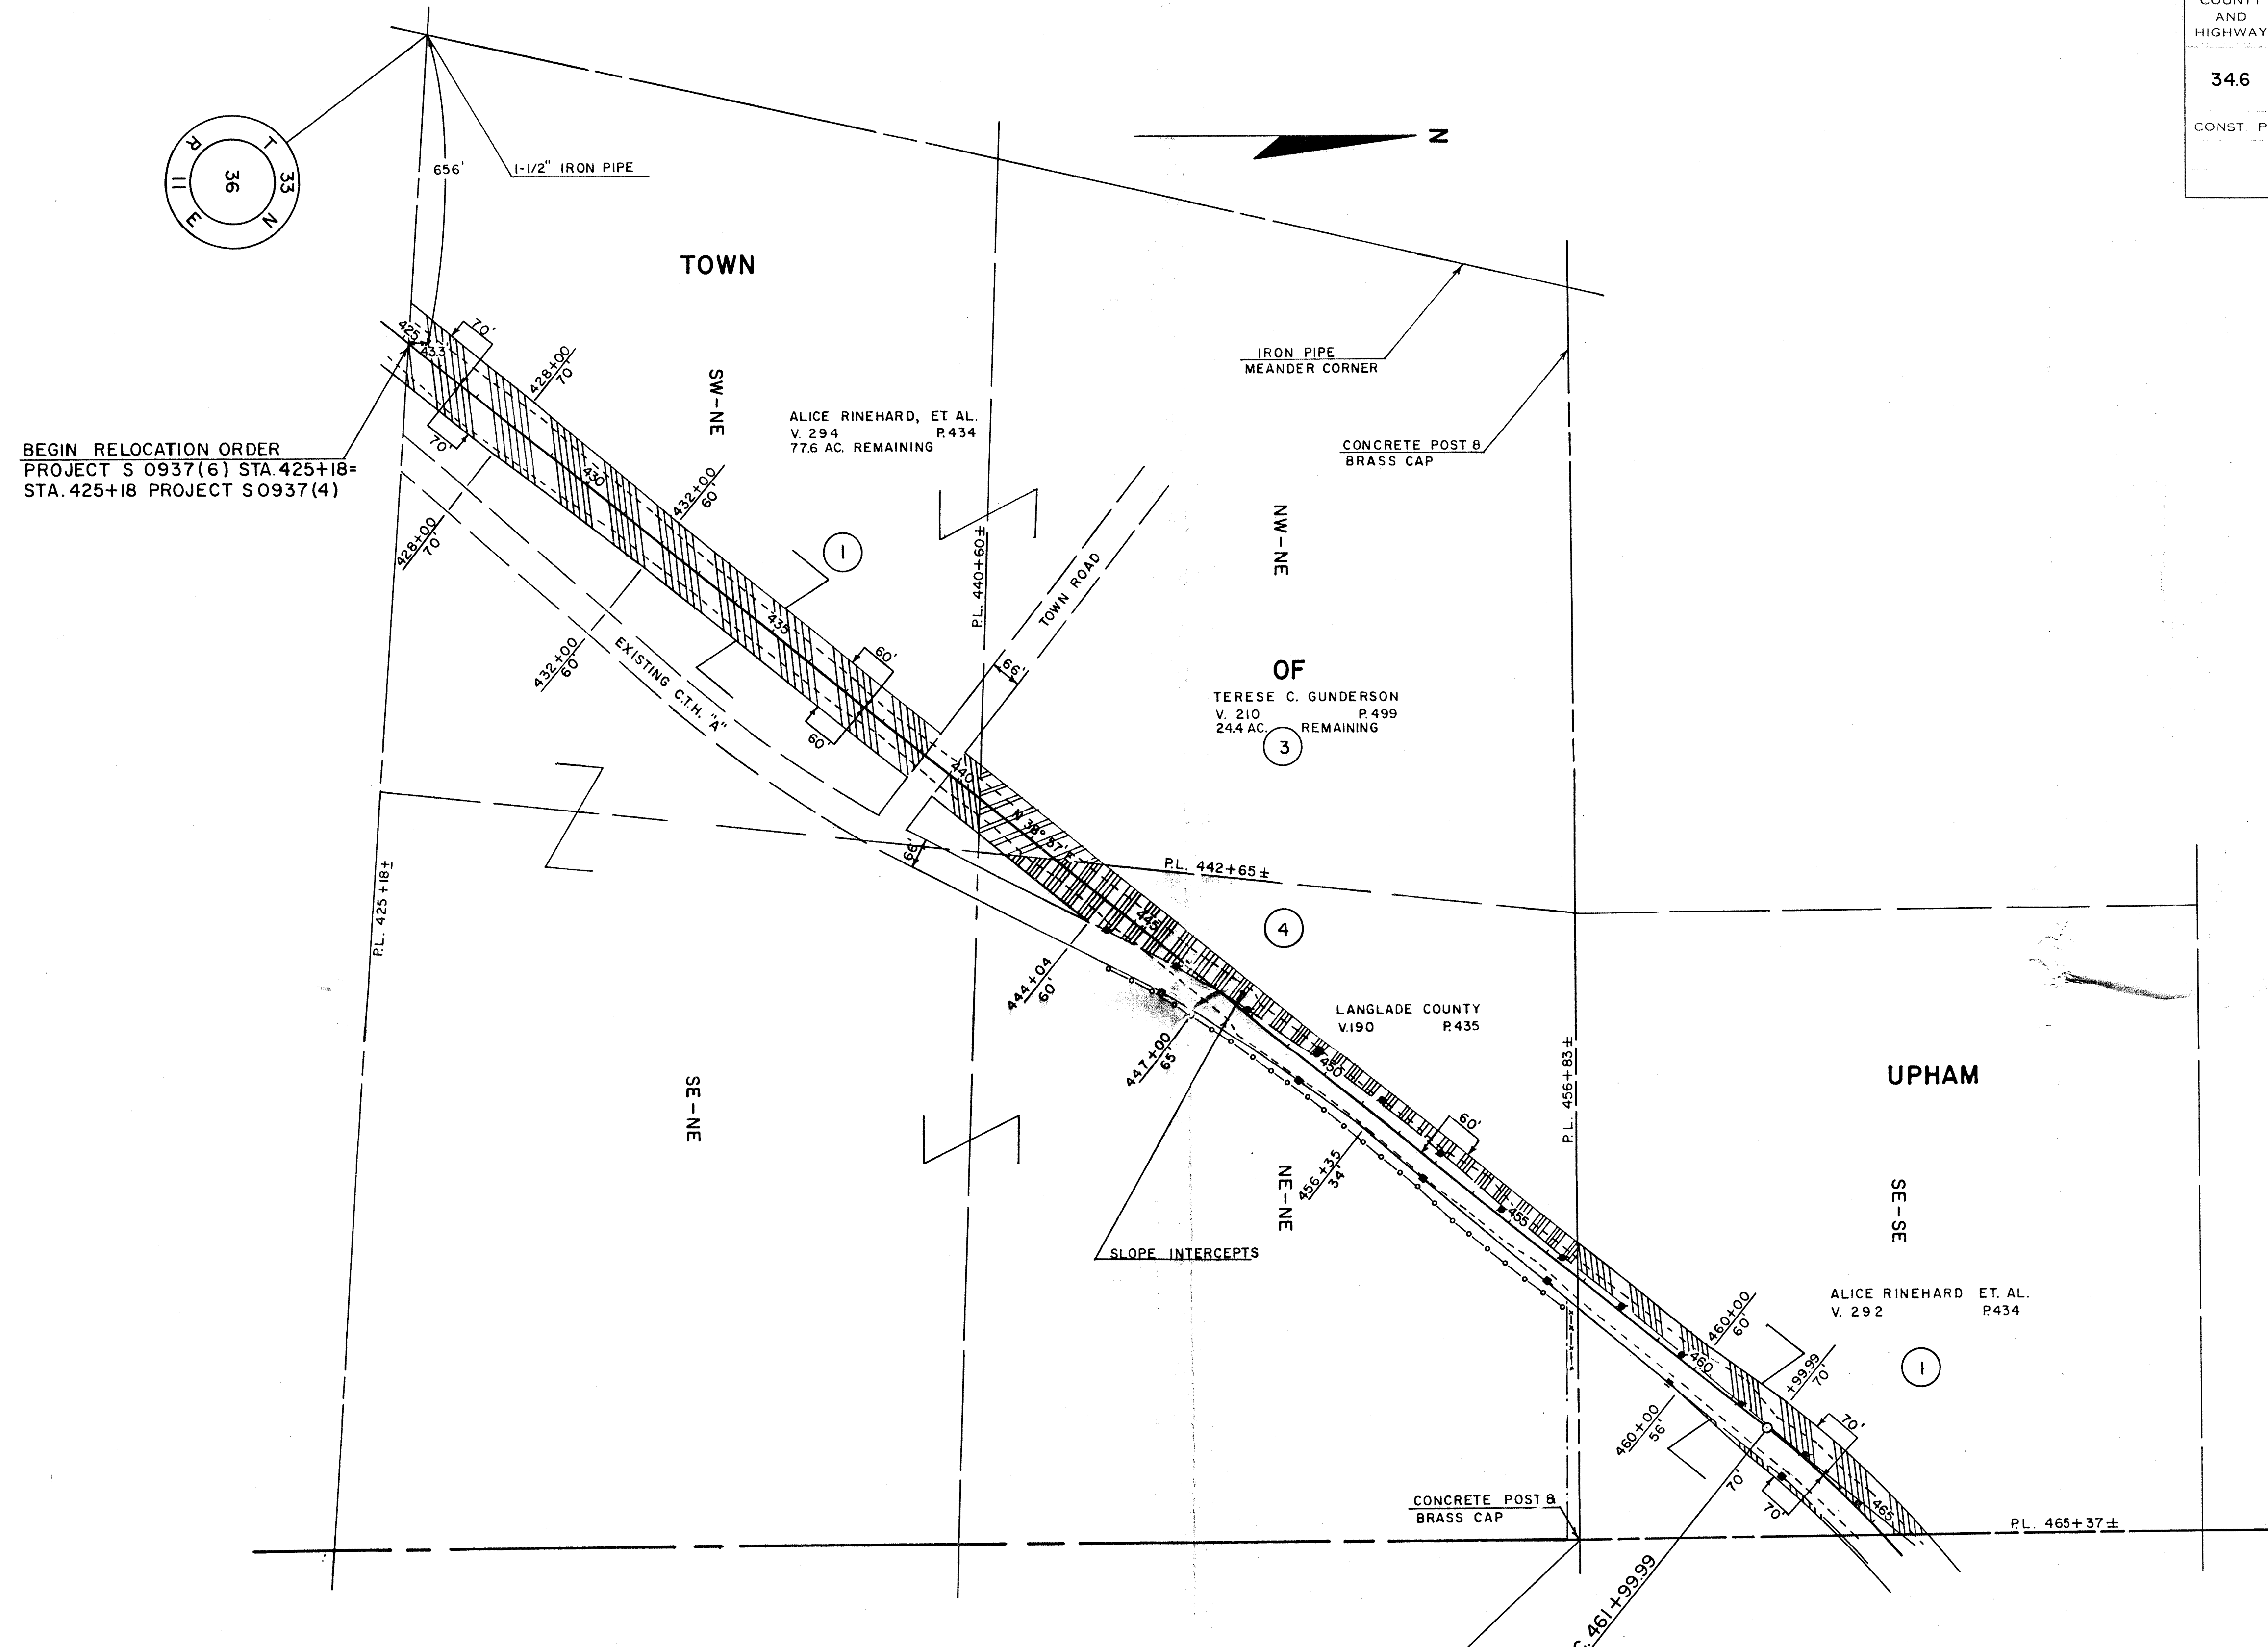 COUNTY
AND
HIGHWAY
34.6
CONST. P
T 33 N
R 11 E
36
656'
1-1/2" IRON PIPE
N
TOWN
IRON PIPE
MEANDER CORNER
CONCRETE POST &
BRASS CAP
425
43.3'
70'
70'
428+00
70'
SW-NE
ALICE RINEHARD, ET AL.
V. 294 P.434
77.6 AC. REMAINING
BEGIN RELOCATION ORDER
PROJECT S 0937(6) STA. 425+18=
STA. 425+18 PROJECT S0937(4)
430
432+00
60'
428+00
70'
1
P.L. 440+60±
TOWN ROAD
NW-NE
432+00
60'
EXISTING C.T.H. "A"
435
60'
60'
66'
OF
TERESE C. GUNDERSON
V. 210 P.499
24.4 AC. REMAINING
3
440
N 38° 57' E
66'
P.L. 442+65±
P.L. 425+18±
445
4
444+04
60'
447+00
65'
LANGLADE COUNTY
V.190 P.435
450
P.L. 456+83±
UPHAM
SE-NE
60'
456+35
34'
NE-NE
455
SE-SE
SLOPE INTERCEPTS
ALICE RINEHARD ET. AL.
V. 292 P.434
460+00
60'
460
+99.99
70'
1
460+00
56'
70'
70'
70'
465
CONCRETE POST &
BRASS CAP
P.L. 465+37±
C. 461+99.99